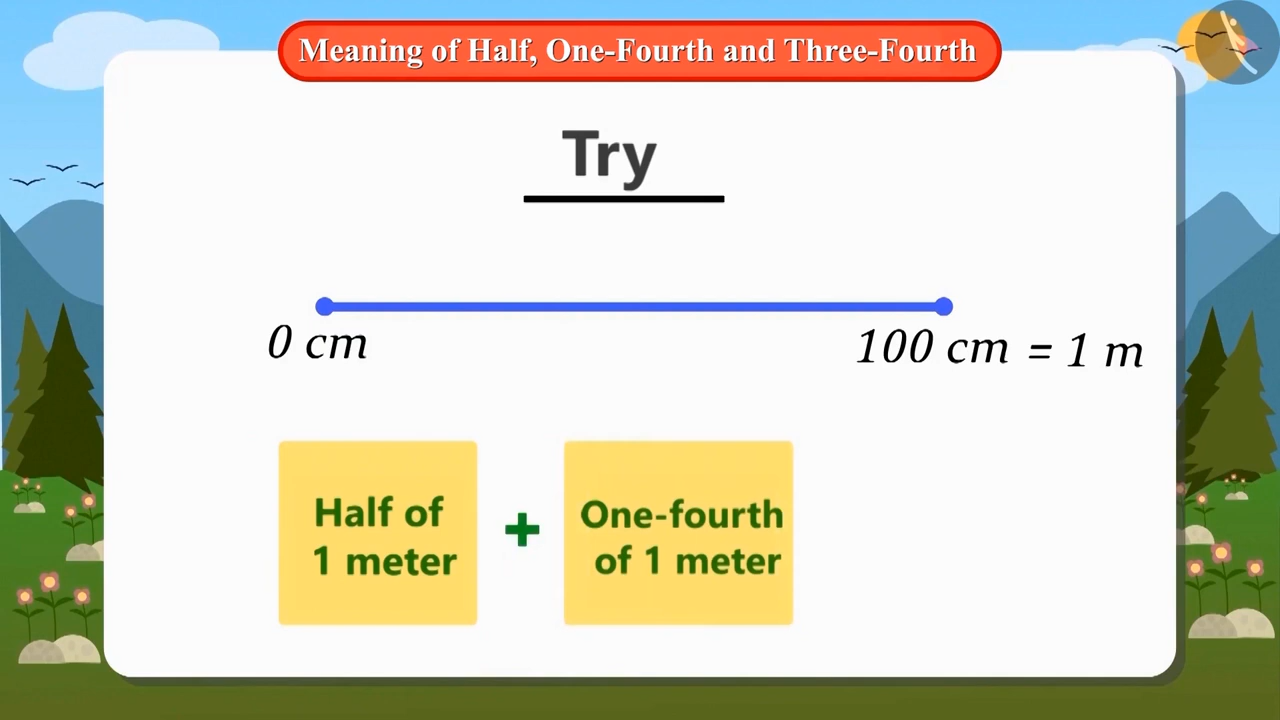 Meaning of Half, One-Fourth and Three-Fourth
Try
0 cm
100 cm = 1 m
Half of
1 meter
+
One-fourth
of 1 meter